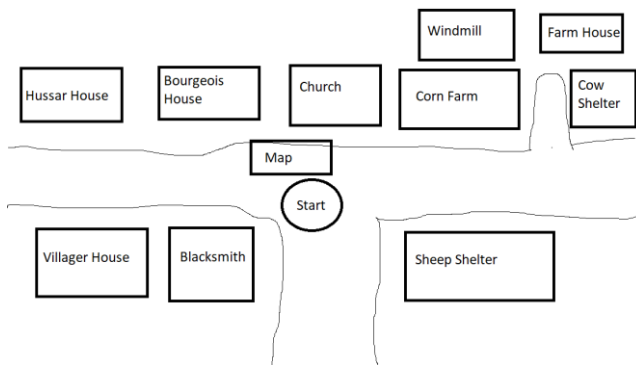 Windmill
Farm House
Hussar House
Bourgeois
House
Church
Corn Farm
Cow
Shelter
Map
Start
Villager House
Blacksmith
Sheep Shelter